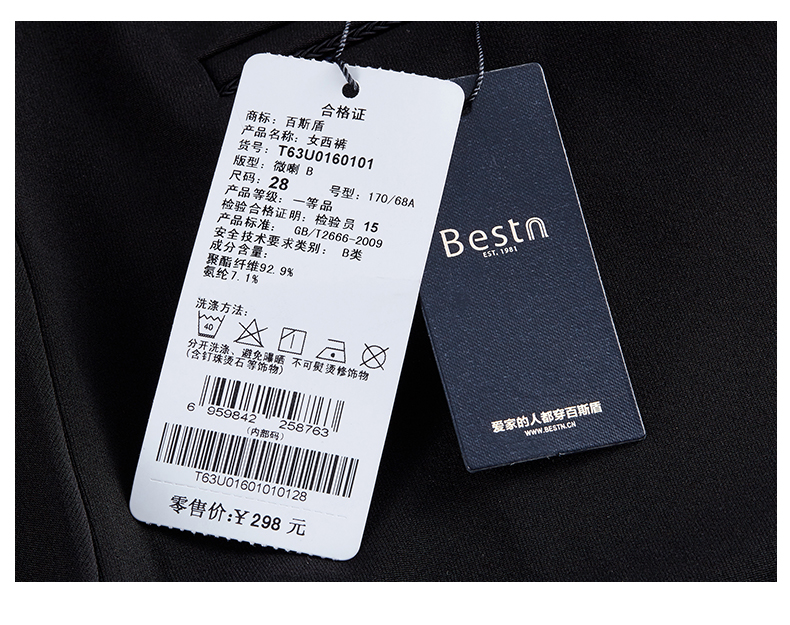 合格证
商标: 百斯盾
产品名称: 女西裤
货号: T63U0160101
版型: 微喇 B
尺码: 28 号型: 170/68A
产品等级: 一等品
检验合格证明: 检验员 15
产品标准: GB/T2666-2009
安全技术要求类别: B类
成分含量:
聚酯纤维92.9%
氨纶7.1%
洗涤方法:
40
分开洗涤、避免曝晒 不可熨烫修饰物
(含钉珠烫石等饰物)
6 959842 258763
(内部码)
T63U01601010128
零售价:¥298 元
Bestn
EST. 1981
爱家的人都穿百斯盾
WWW.BESTN.CN